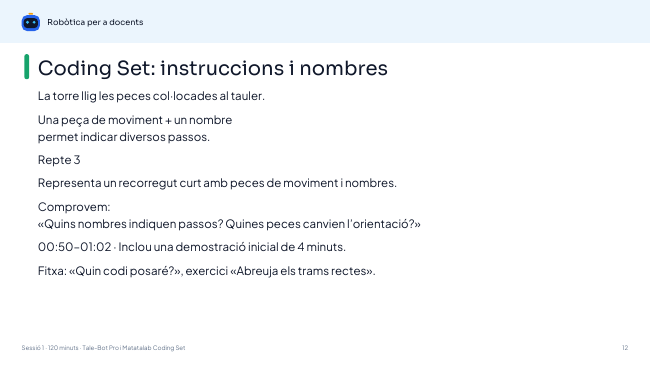 Robòtica per a docents
Coding Set: instruccions i nombres
La torre llig les peces col·locades al tauler.
Una peça de moviment + un nombre
permet indicar diversos passos.
Repte 3
Representa un recorregut curt amb peces de moviment i nombres.
Comprovem:
«Quins nombres indiquen passos? Quines peces canvien l’orientació?»
00:50–01:02 · Inclou una demostració inicial de 4 minuts.
Fitxa: «Quin codi posaré?», exercici «Abreuja els trams rectes».
Sessió 1 · 120 minuts · Tale-Bot Pro i Matatalab Coding Set
12